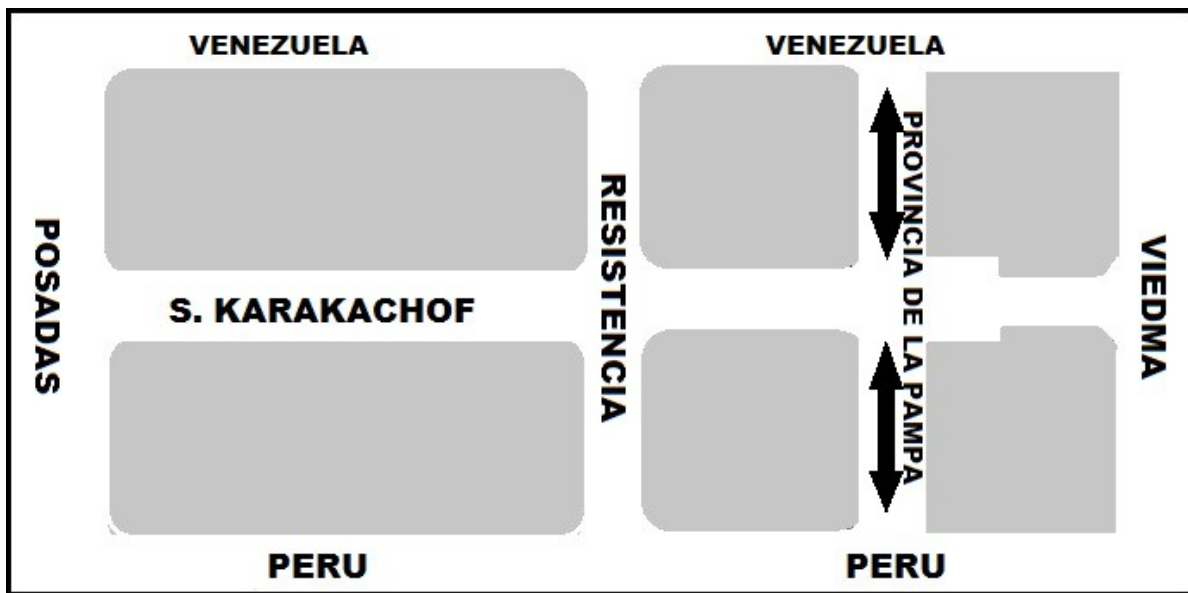 VENEZUELA
VENEZUELA
POSADAS
S. KARAKACHOF
RESISTENCIA
PROVINCIA DE LA PAMPA
VIEDMA
PERU
PERU